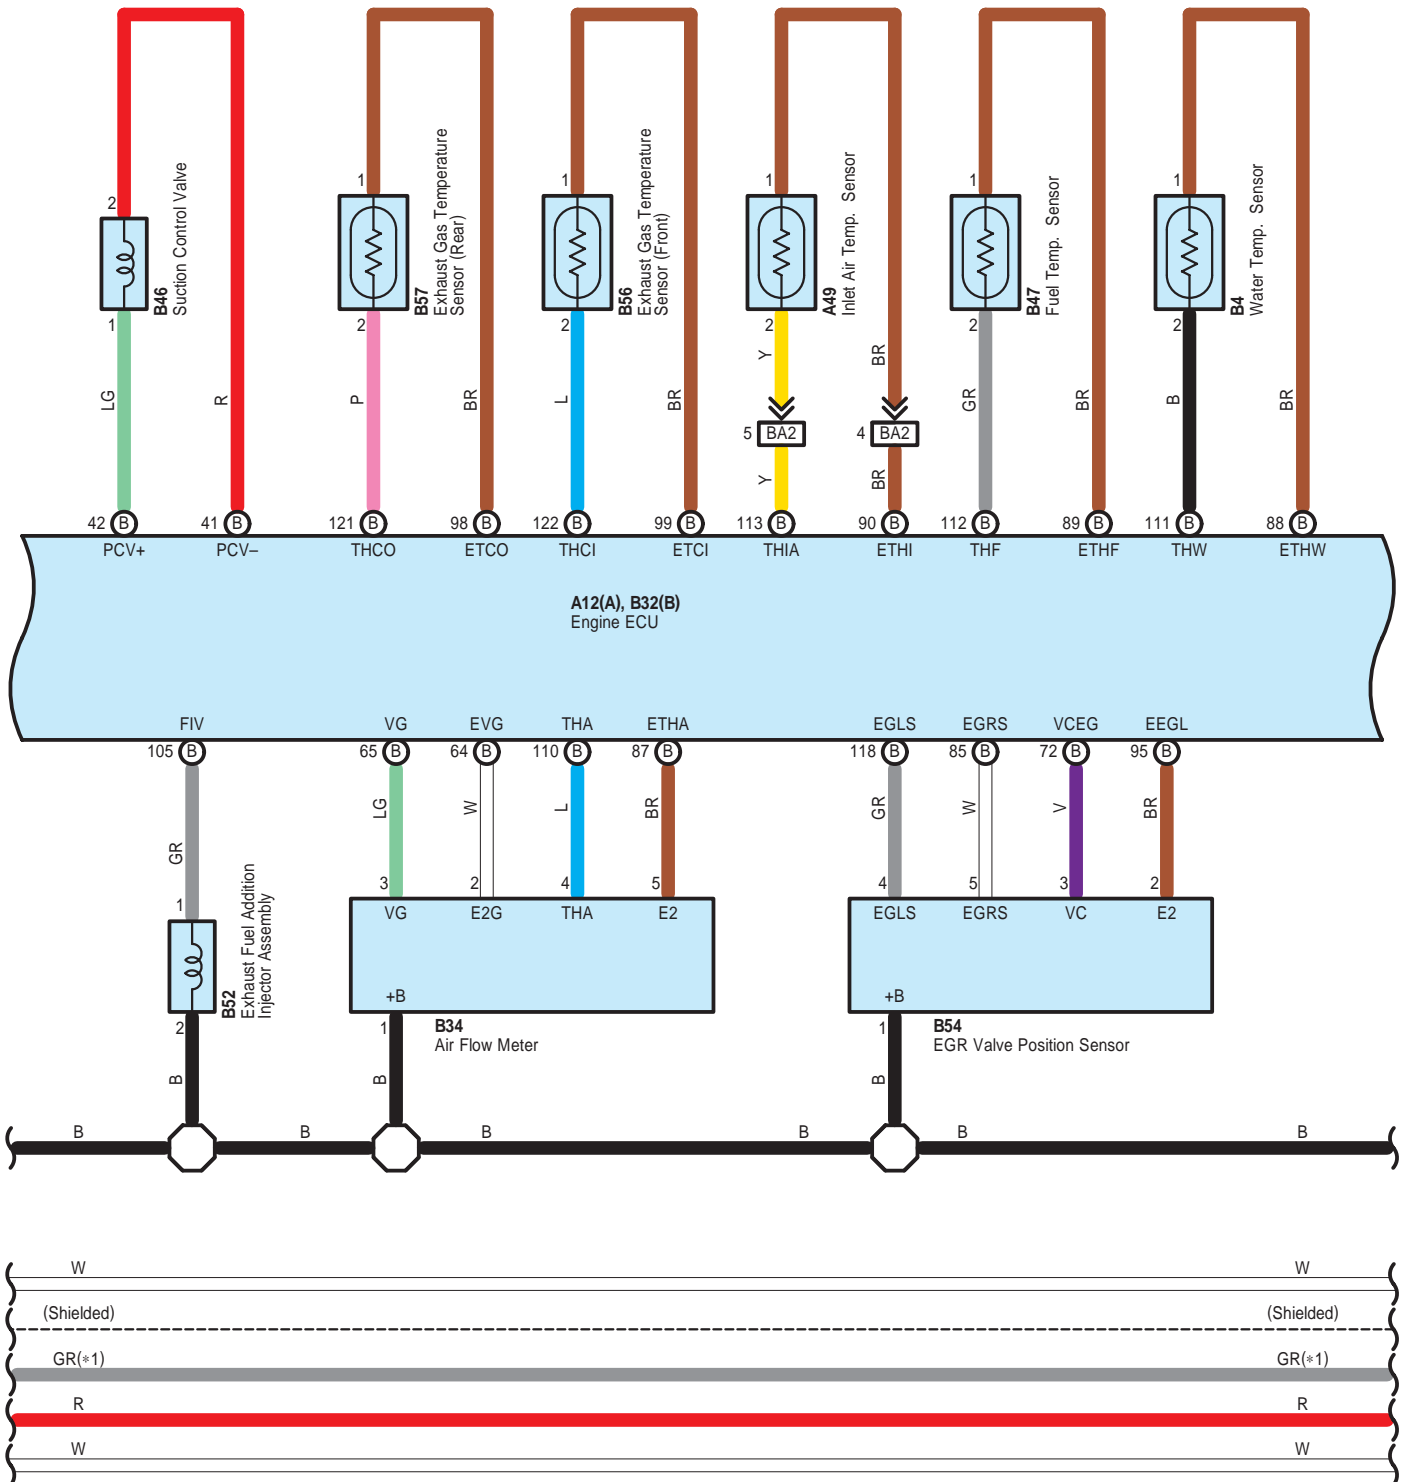 2
1
1
1
1
1
B46
Suction Control Valve
B57
Exhaust Gas Temperature
Sensor (Rear)
B56
Exhaust Gas Temperature
Sensor (Front)
A49
Inlet Air Temp. Sensor
B47
Fuel Temp. Sensor
B4
Water Temp. Sensor
1
2
2
2
2
2
LG
R
P
BR
L
BR
Y
BR
GR
BR
B
BR
5 BA2
4 BA2
Y
BR
42 B
41 B
121 B
98 B
122 B
99 B
113 B
90 B
112 B
89 B
111 B
88 B
PCV+
PCV–
THCO
ETCO
THCI
ETCI
THIA
ETHI
THF
ETHF
THW
ETHW
A12(A), B32(B)
Engine ECU
FIV
VG
EVG
THA
ETHA
EGLS
EGRS
VCEG
EEGL
105 B
65 B
64 B
110 B
87 B
118 B
85 B
72 B
95 B
GR
LG
W
L
BR
GR
W
V
BR
1
3
2
4
5
4
5
3
2
VG
E2G
THA
E2
EGLS
EGRS
VC
E2
B52
Exhaust Fuel Addition
Injector Assembly
+B
+B
2
1
1
B34
Air Flow Meter
B54
EGR Valve Position Sensor
B
B
B
B
B
B
B
B
B
W
W
(Shielded)
(Shielded)
GR(*1)
GR(*1)
R
R
W
W